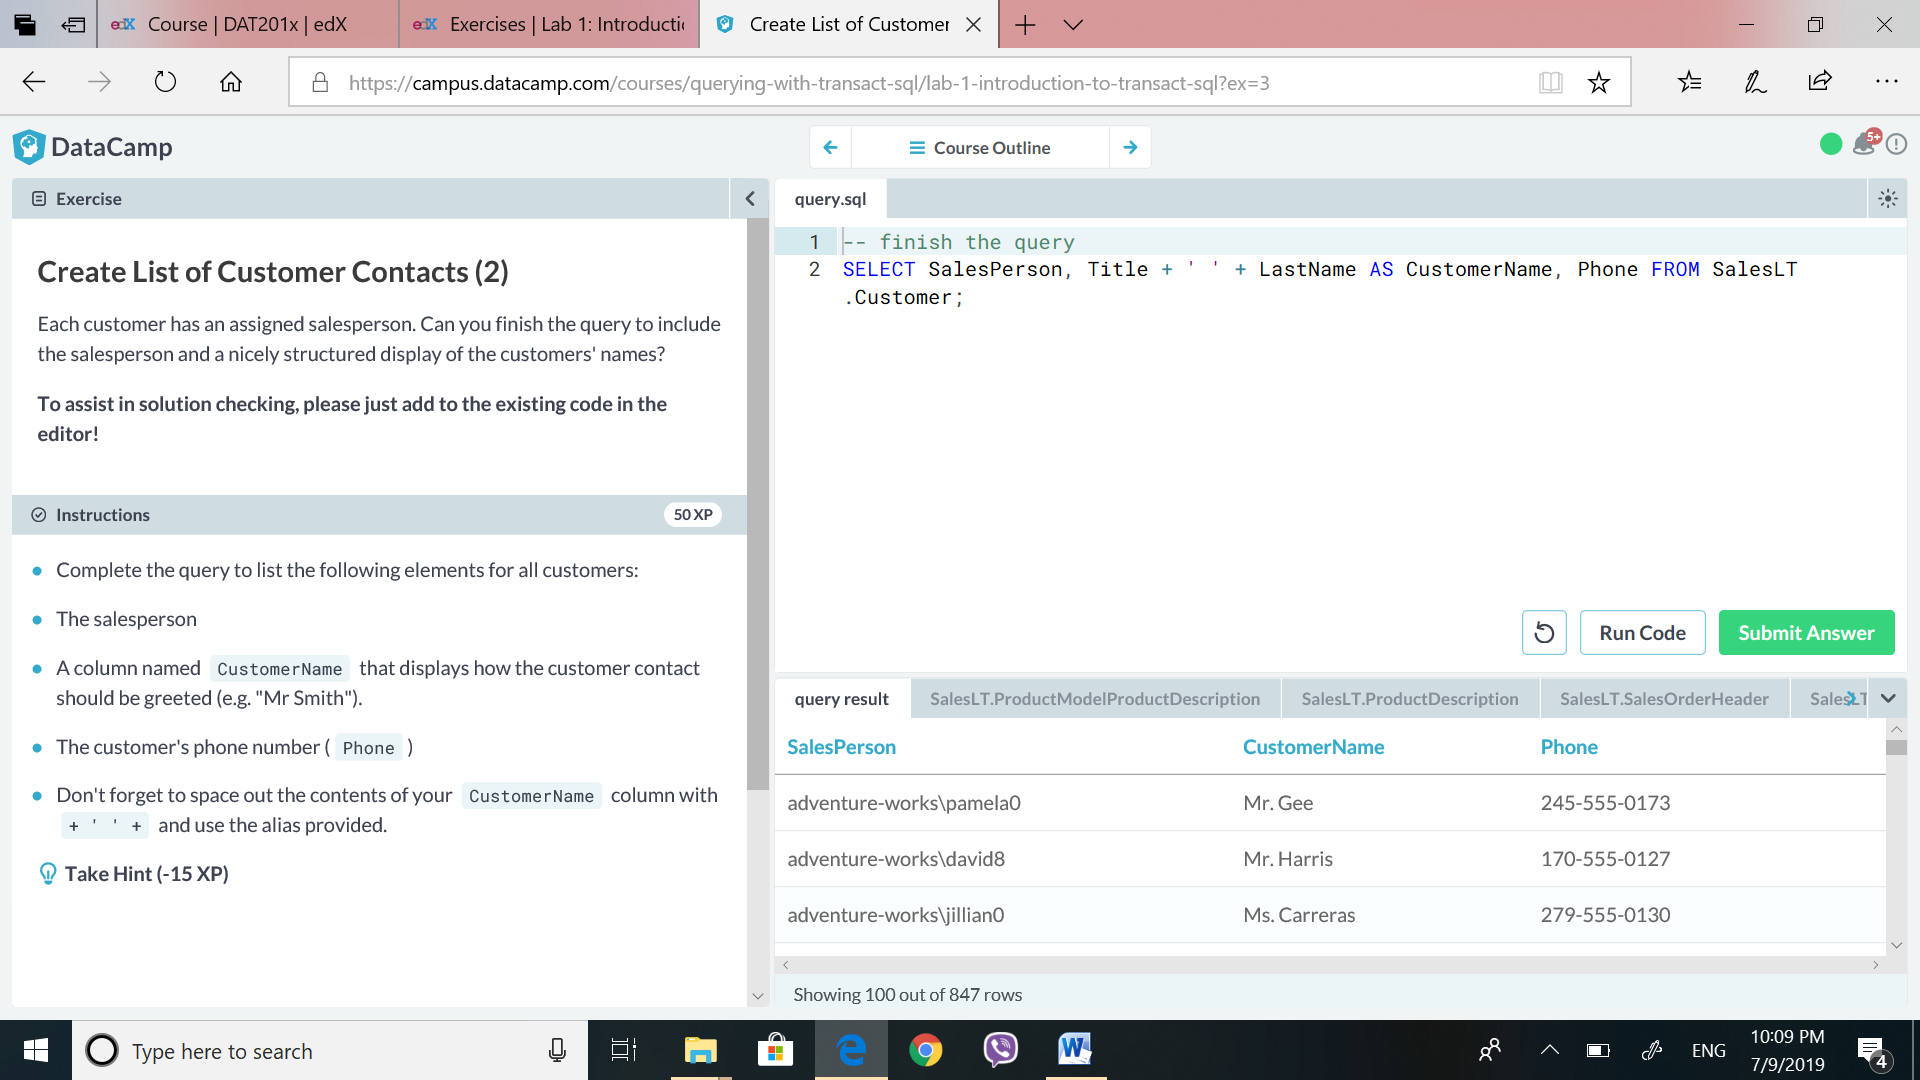 Course | DAT201x | edX
Exercises | Lab 1: Introducti
Create List of Customer
https://campus.datacamp.com/courses/querying-with-transact-sql/lab-1-introduction-to-transact-sql?ex=3
DataCamp
Course Outline
5+
Exercise
query.sql
Create List of Customer Contacts (2)
Each customer has an assigned salesperson. Can you finish the query to include
the salesperson and a nicely structured display of the customers' names?
To assist in solution checking, please just add to the existing code in the
editor!
Instructions
50 XP
Complete the query to list the following elements for all customers:
The salesperson
A column named CustomerName that displays how the customer contact
should be greeted (e.g. "Mr Smith").
The customer's phone number ( Phone )
Don't forget to space out the contents of your CustomerName column with
+ ' ' + and use the alias provided.
Take Hint (-15 XP)
1 -- finish the query
2 SELECT SalesPerson, Title + ' ' + LastName AS CustomerName, Phone FROM SalesLT
.Customer;
Run Code
Submit Answer
query result
SalesLT.ProductModelProductDescription
SalesLT.ProductDescription
SalesLT.SalesOrderHeader
SalesLT
SalesPerson CustomerName Phone
adventure-works\pamela0 Mr. Gee 245-555-0173
adventure-works\david8 Mr. Harris 170-555-0127
adventure-works\jillian0 Ms. Carreras 279-555-0130
Showing 100 out of 847 rows
Type here to search
ENG
10:09 PM
7/9/2019
4